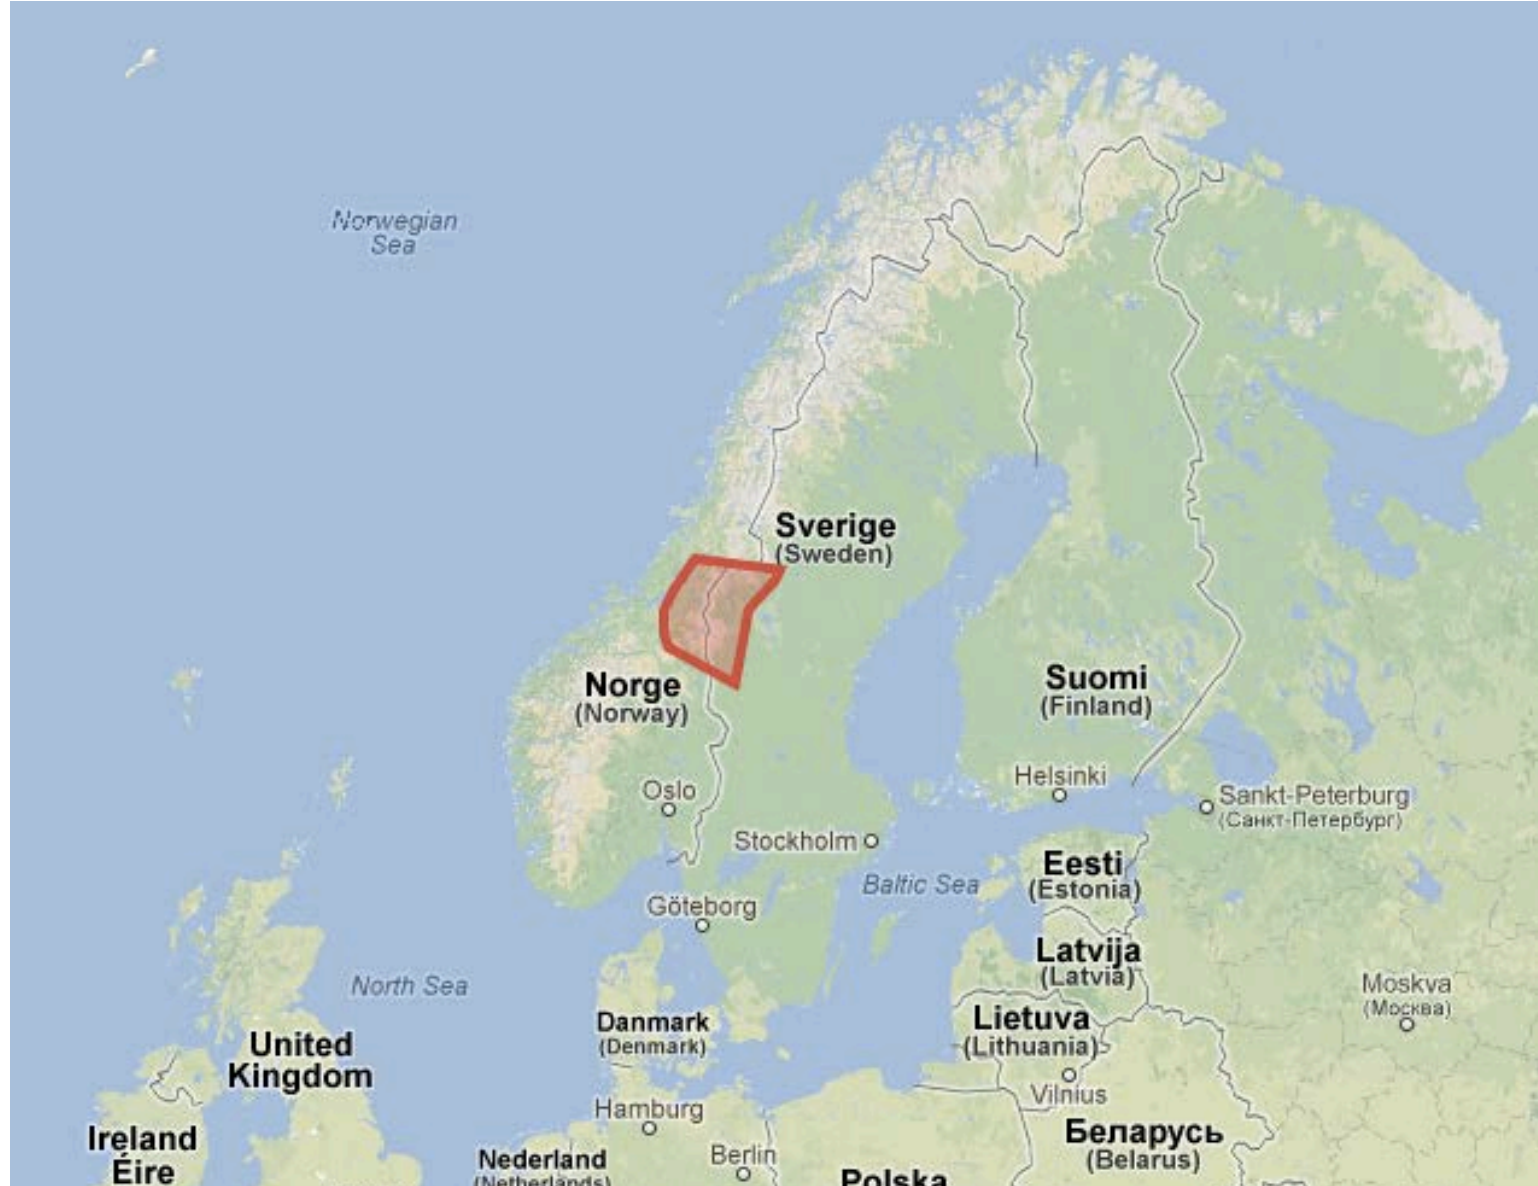 Norwegian
Sea
Sverige
(Sweden)
Norge
(Norway)
Suomi
(Finland)
Oslo
Helsinki
Sankt-Peterburg
(Санкт-Петербург)
Stockholm
Eesti
(Estonia)
Baltic Sea
Göteborg
Latvija
(Latvia)
North Sea
Moskva
(Москва)
Danmark
(Denmark)
Lietuva
(Lithuania)
United
Kingdom
Vilnius
Hamburg
Беларусь
(Belarus)
Ireland
Éire
Nederland
(Netherlands)
Berlin
Polska